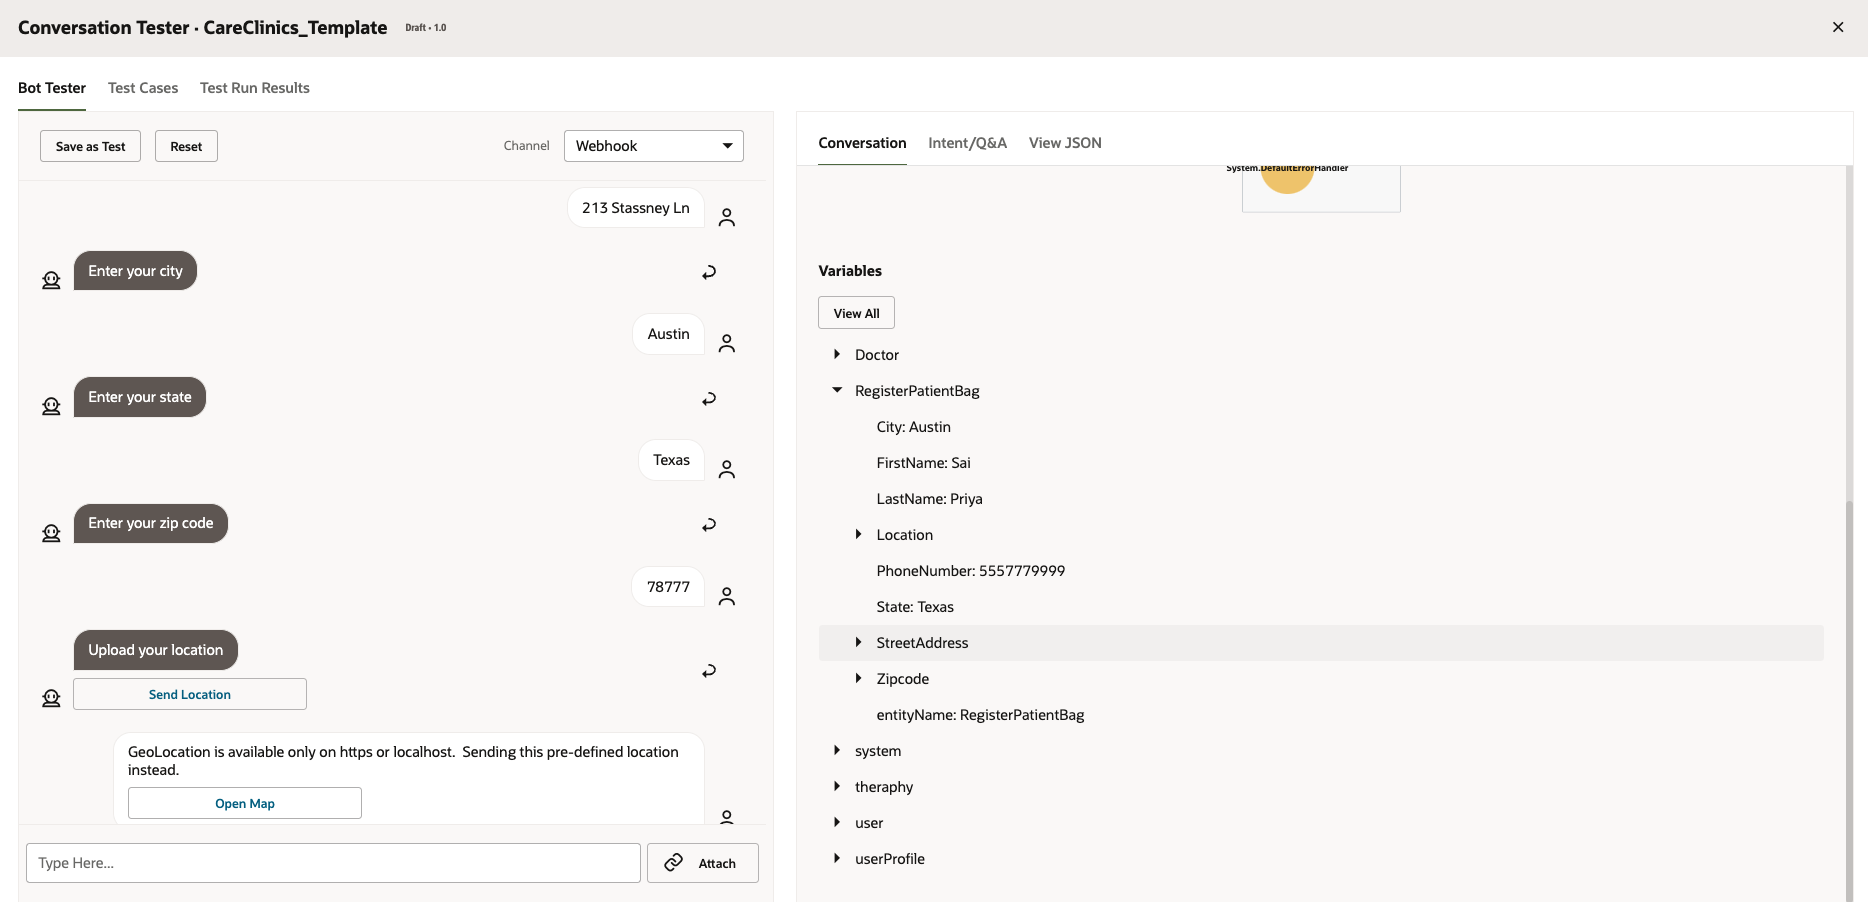 Conversation Tester · CareClinics_Template Draft • 1.0
Bot Tester Test Cases Test Run Results
Save as Test Reset Channel Webhook
213 Stassney Ln
Enter your city
Austin
Enter your state
Texas
Enter your zip code
78777
Upload your location
Send Location
GeoLocation is available only on https or localhost. Sending this pre-defined location
instead.
Open Map
Type Here...
Attach
Conversation Intent/Q&A View JSON
System.DefaultErrorHandler
Variables
View All
Doctor
RegisterPatientBag
City: Austin
FirstName: Sai
LastName: Priya
Location
PhoneNumber: 5557779999
State: Texas
StreetAddress
Zipcode
entityName: RegisterPatientBag
system
theraphy
user
userProfile